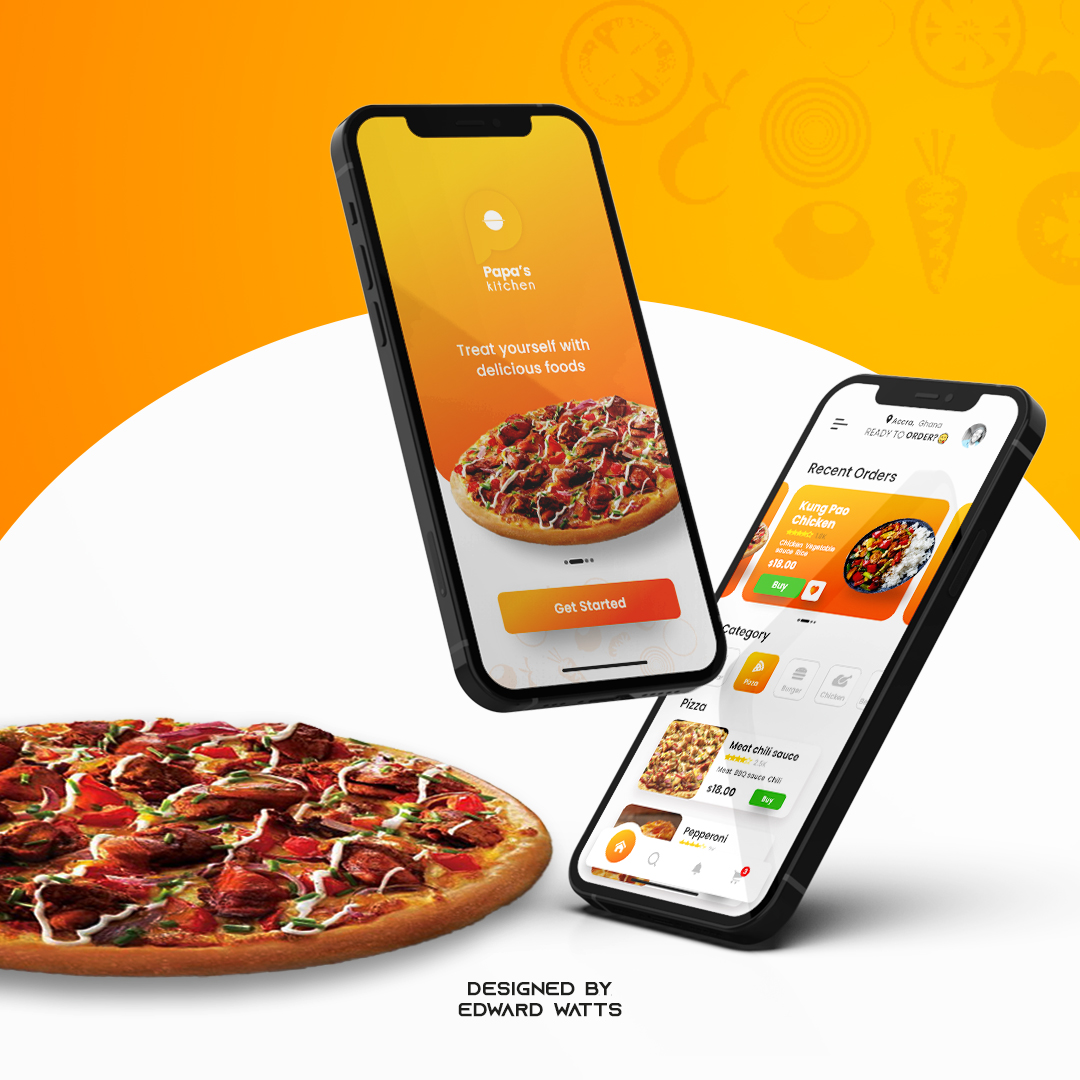 Papa's
kitchen
Treat yourself with
delicious foods
Get Started
Accra, Ghana
READY TO ORDER?
Recent Orders
Kung Pao
Chicken
Chicken Vegetable
sauce Rice
$18.00
Buy
Category
Pizza
Burger
Chicken
Pizza
Meat chili sauce
2.5K
Meat BBQ sauce Chili
$18.00
Buy
Pepperoni
DESIGNED BY
EDWARD WATTS